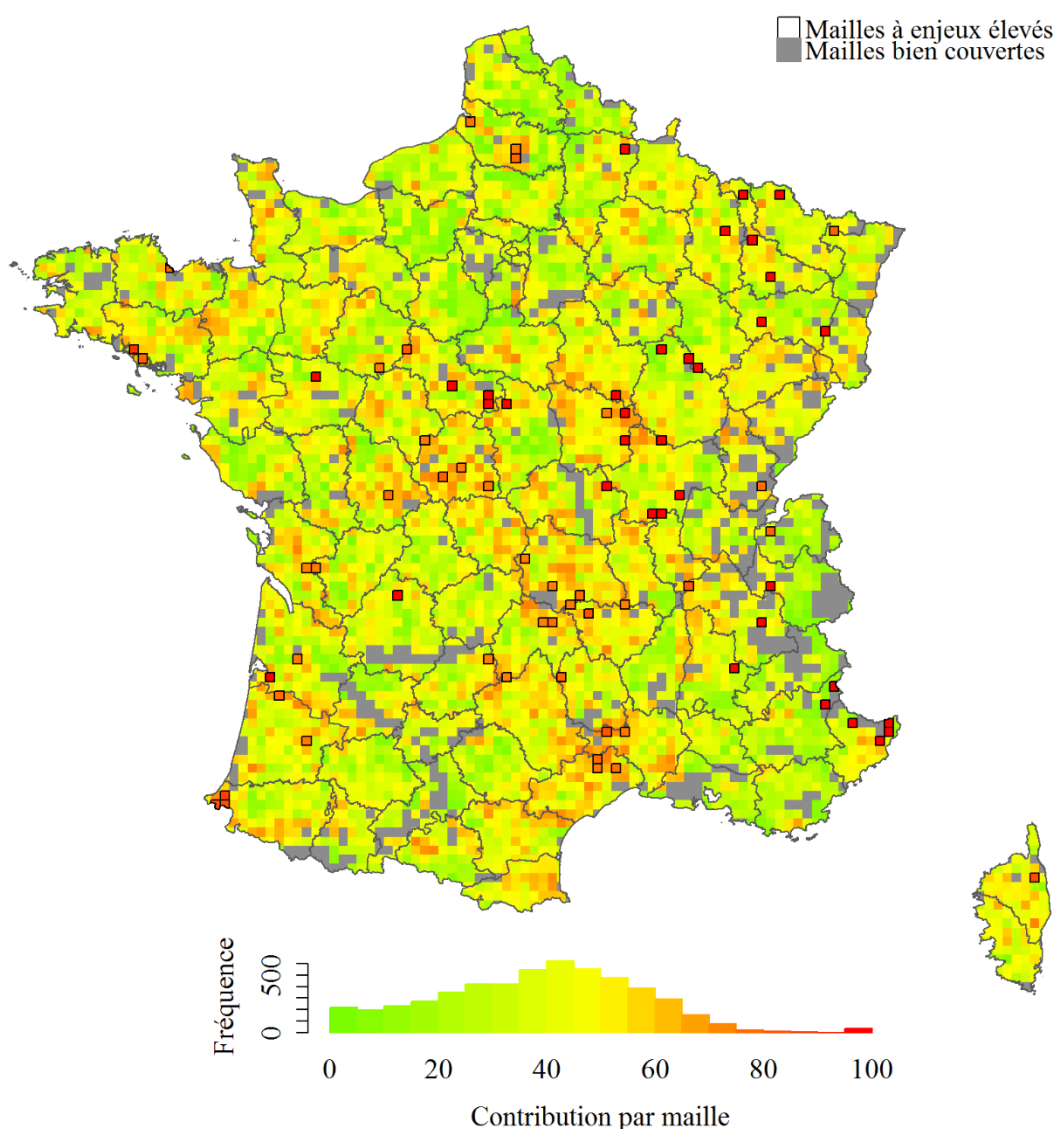 Mailles à enjeux élevés
Mailles bien couvertes
Fréquence
0 500
0 20 40 60 80 100
Contribution par maille